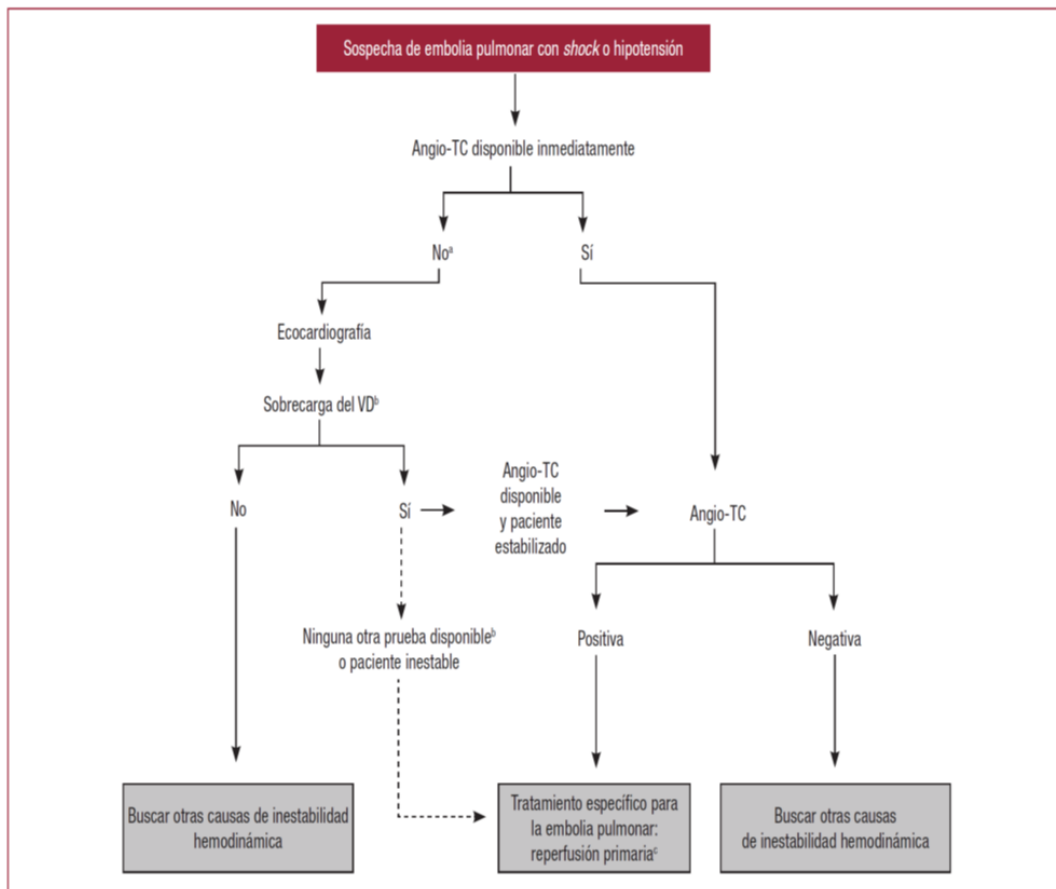 Sospecha de embolia pulmonar con shock o hipotensión
Angio-TC disponible inmediatamente
Noᵃ
Sí
Ecocardiografía
Sobrecarga del VDᵇ
No
Sí
Angio-TC
disponible
y paciente
estabilizado
Angio-TC
Ninguna otra prueba disponibleᵇ
o paciente inestable
Positiva
Negativa
Buscar otras causas de inestabilidad
hemodinámica
Tratamiento específico para
la embolia pulmonar:
reperfusión primariaᶜ
Buscar otras causas
de inestabilidad hemodinámica